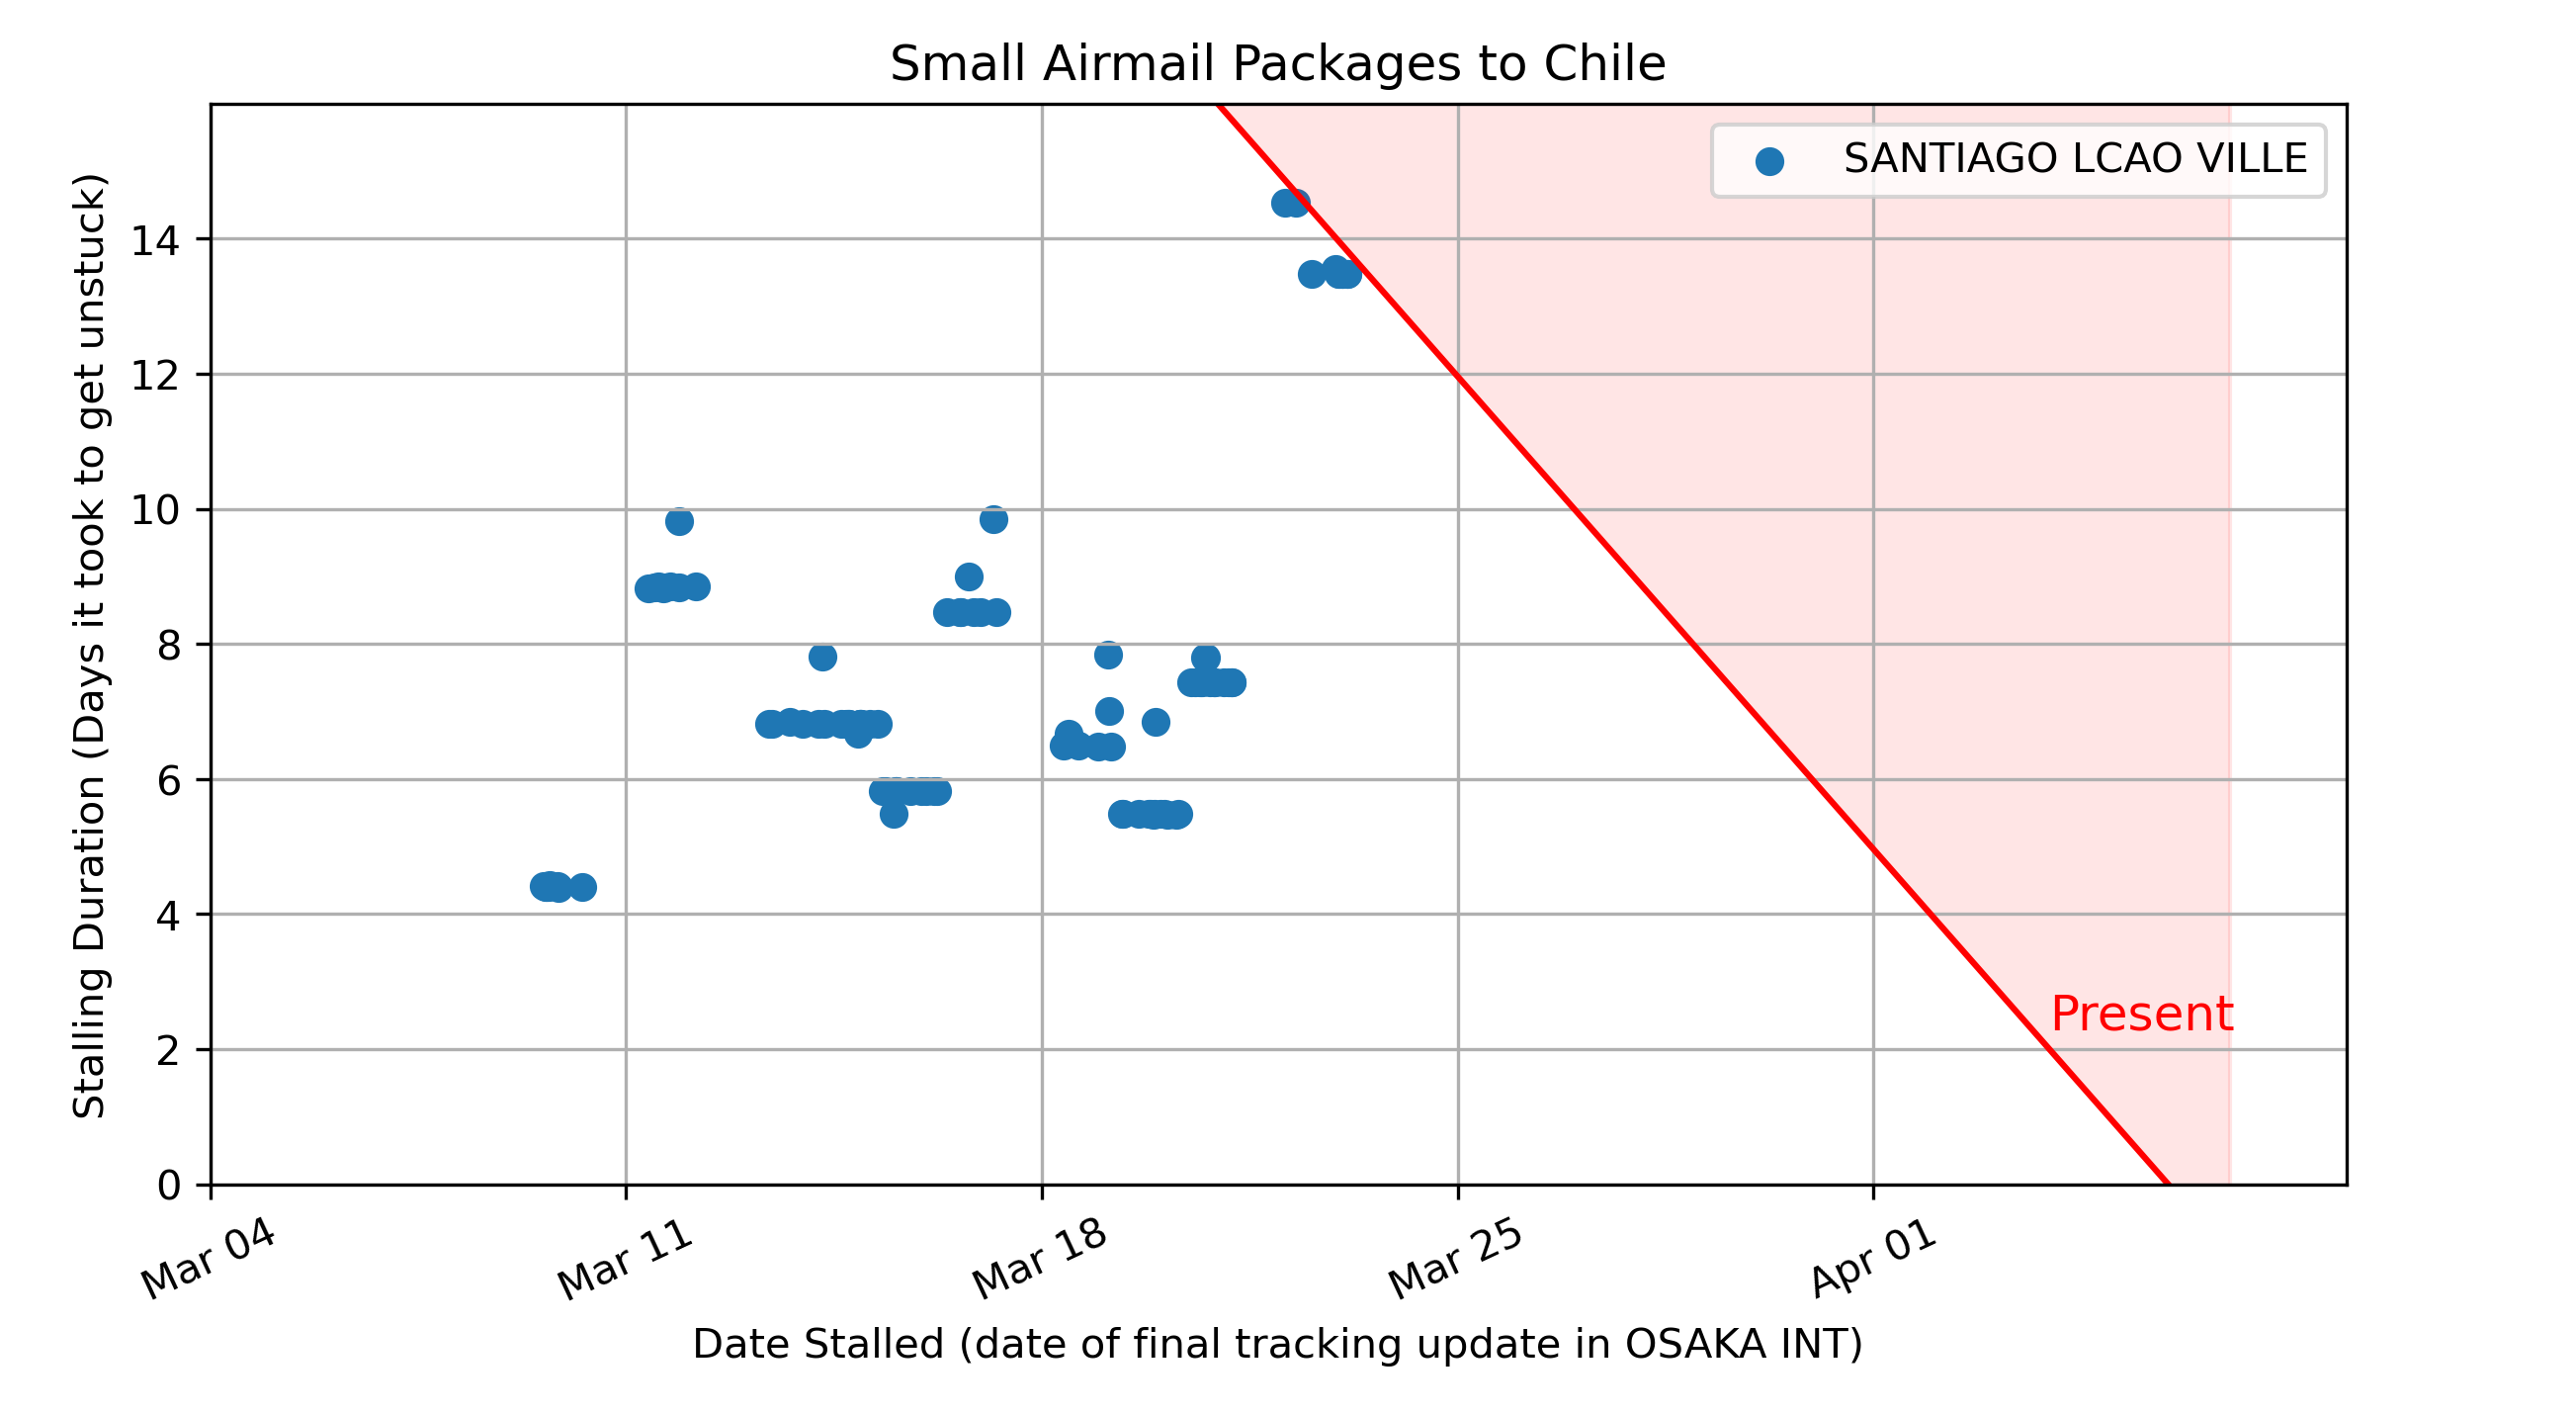 Small Airmail Packages to Chile
SANTIAGO LCAO VILLE
Stalling Duration (Days it took to get unstuck)
14
12
10
8
6
4
2
0
Present
Mar 04
Mar 11
Mar 18
Mar 25
Apr 01
Date Stalled (date of final tracking update in OSAKA INT)